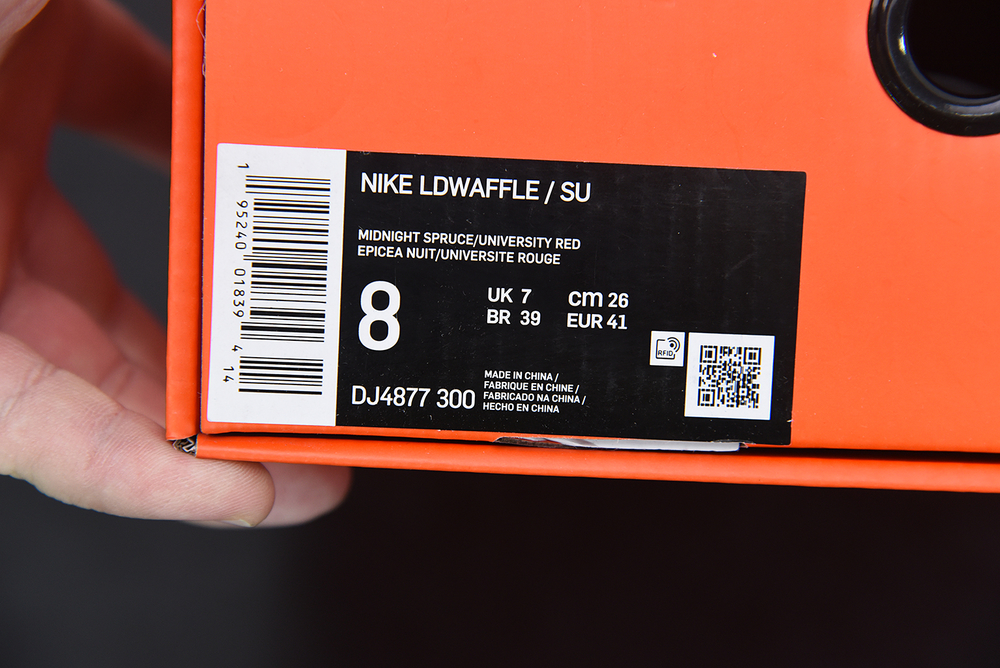 NIKE LDWAFFLE / SU
MIDNIGHT SPRUCE/UNIVERSITY RED
EPICEA NUIT/UNIVERSITE ROUGE
8
UK 7
cm 26
BR 39
EUR 41
RFID
DJ4877 300
MADE IN CHINA /
FABRIQUE EN CHINE /
FABRICADO NA CHINA /
HECHO EN CHINA
1 95240 01839 4 14